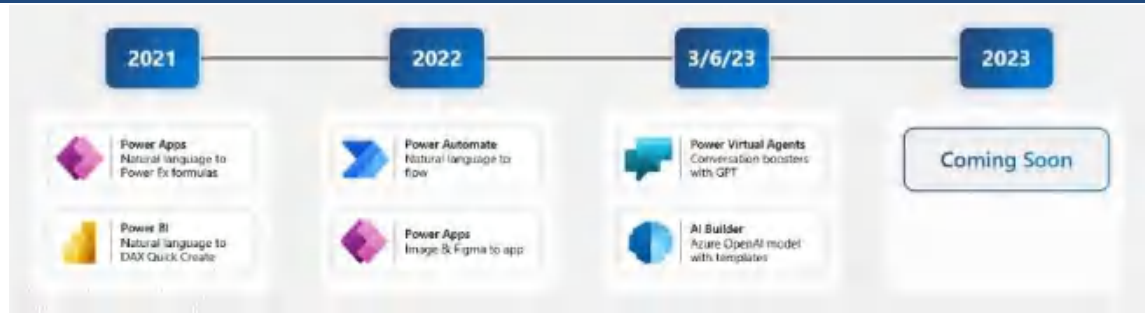 2021
2022
3/6/23
2023
Power Apps
Natural language to
Power Fx formulas
Power BI
Natural language to
DAX Quick Create
Power Automate
Natural language to
flow
Power Apps
Image & Figma to app
Power Virtual Agents
Conversation boosters
with GPT
AI Builder
Azure OpenAI model
with templates
Coming Soon